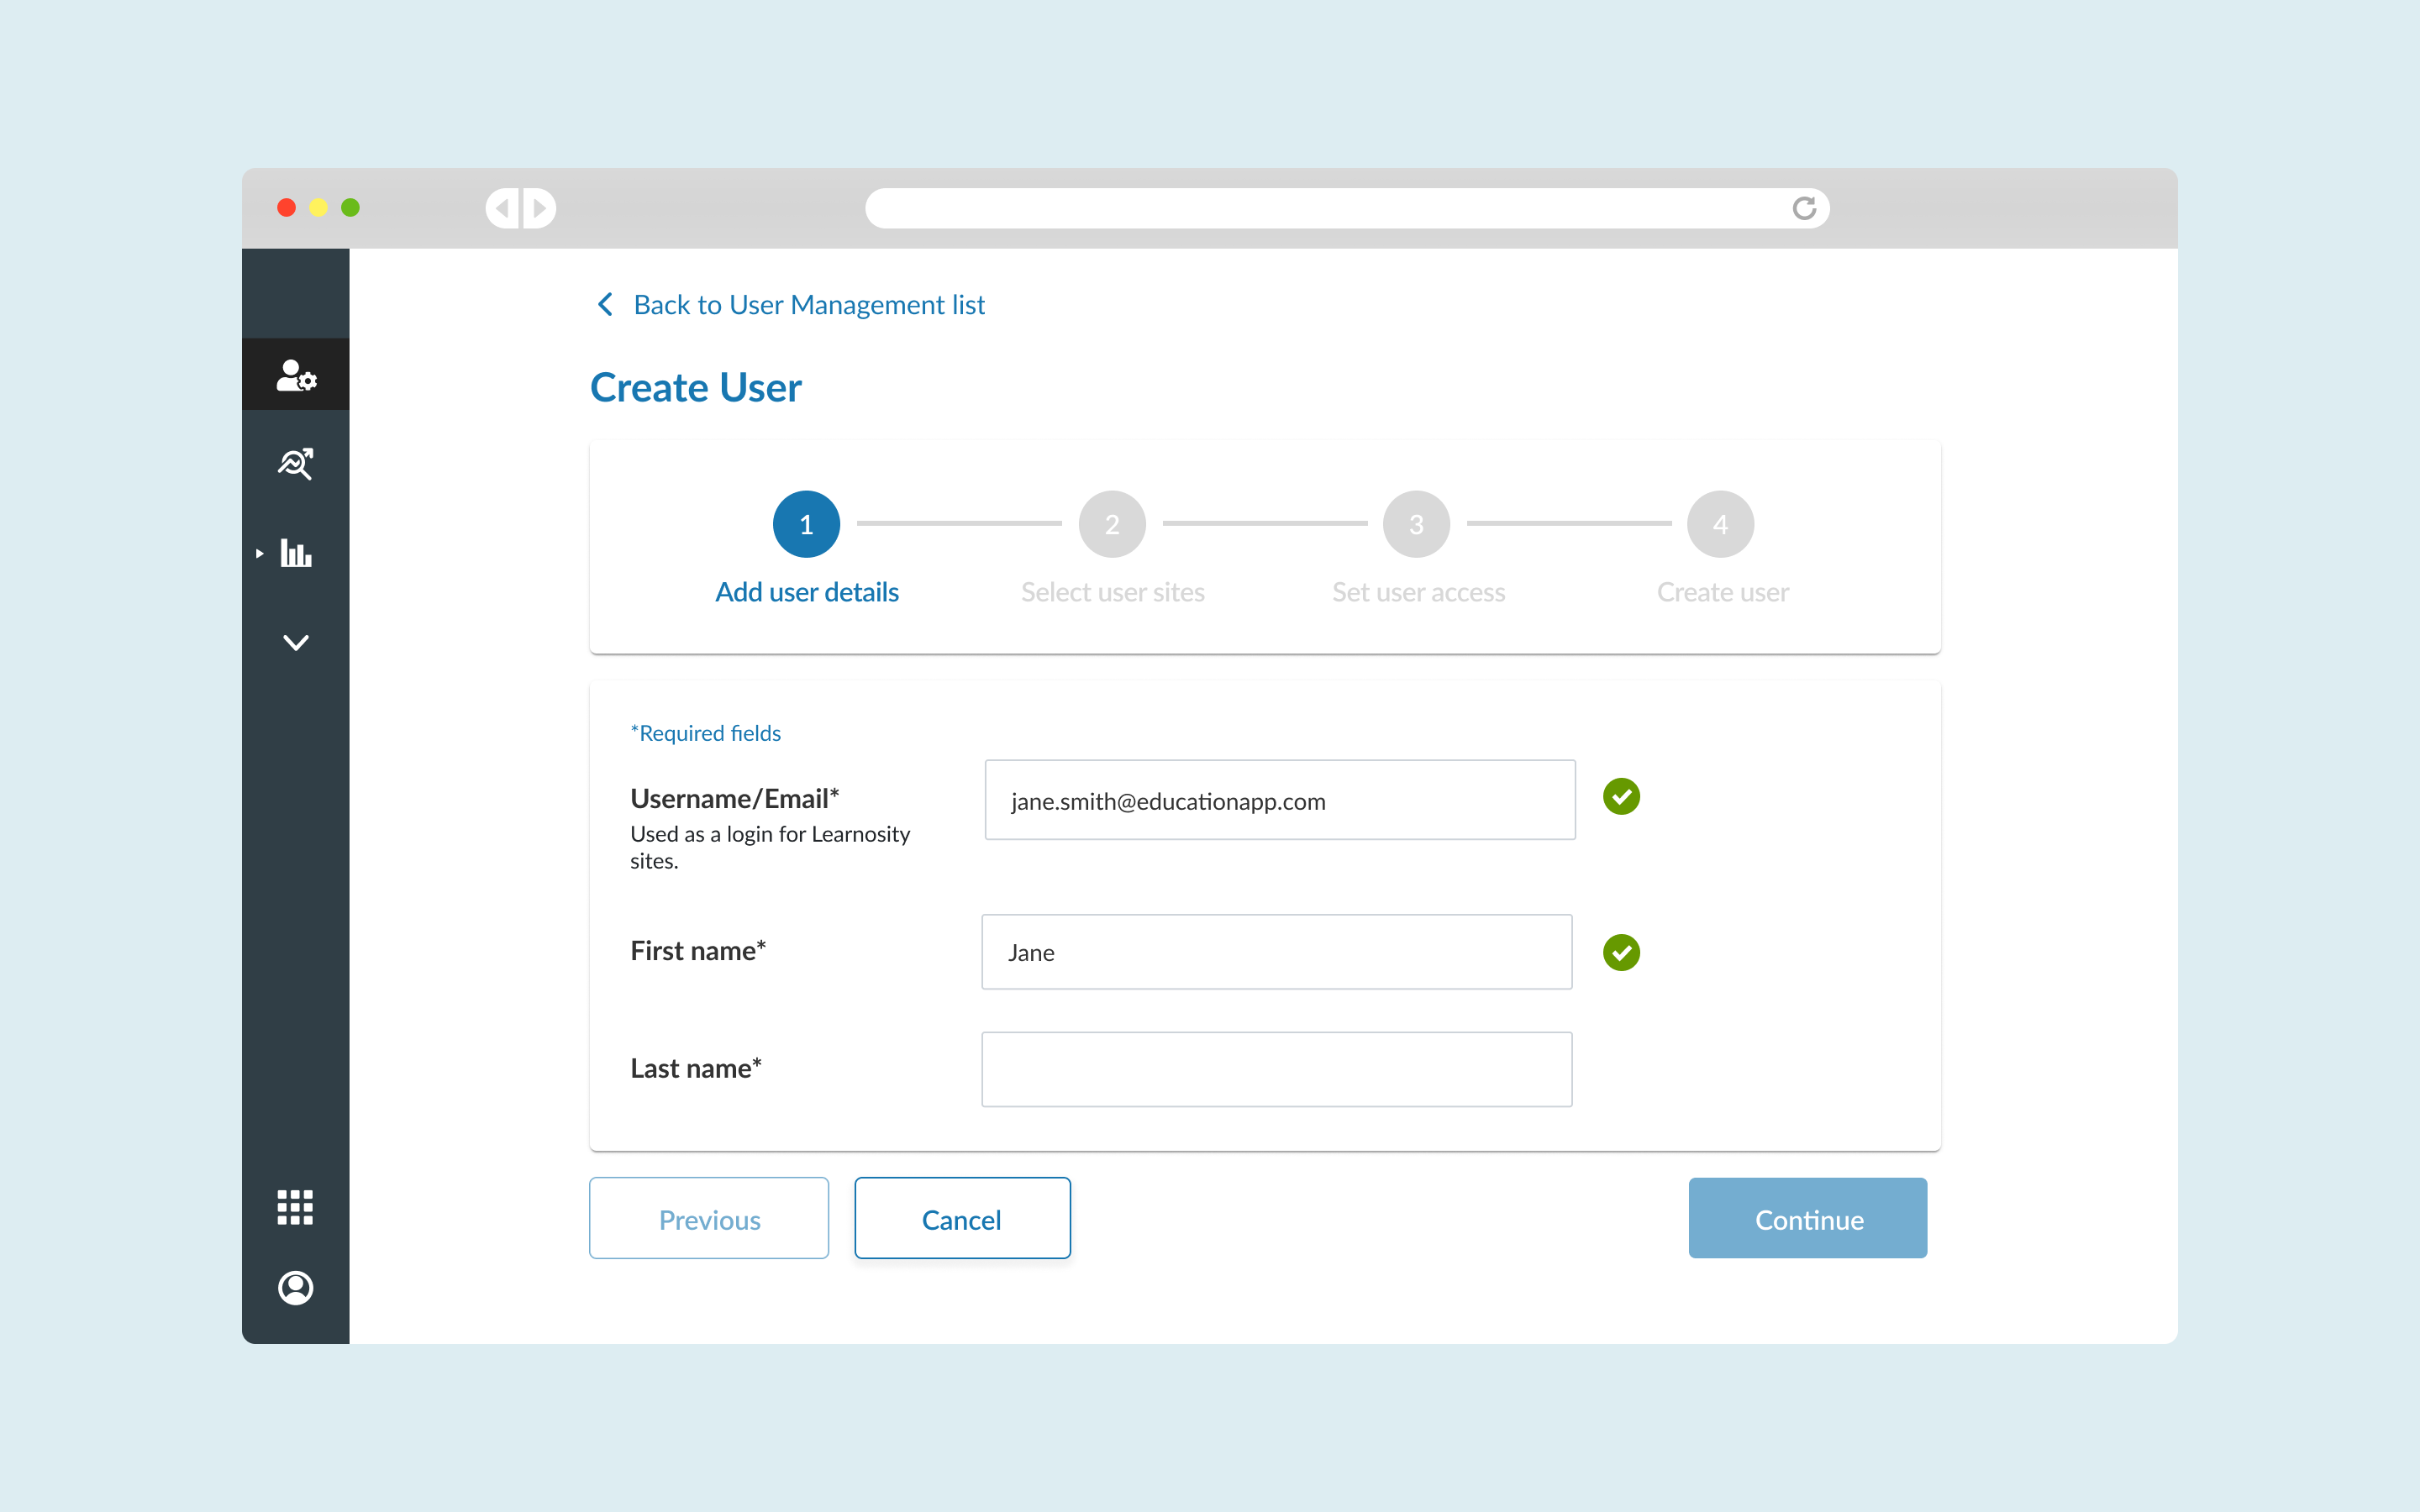 Back to User Management list
Create User
1
2
3
4
Add user details
Select user sites
Set user access
Create user
*Required fields
Username/Email*
jane.smith@educationapp.com
Used as a login for Learnosity
sites.
First name*
Jane
Last name*
Previous
Cancel
Continue